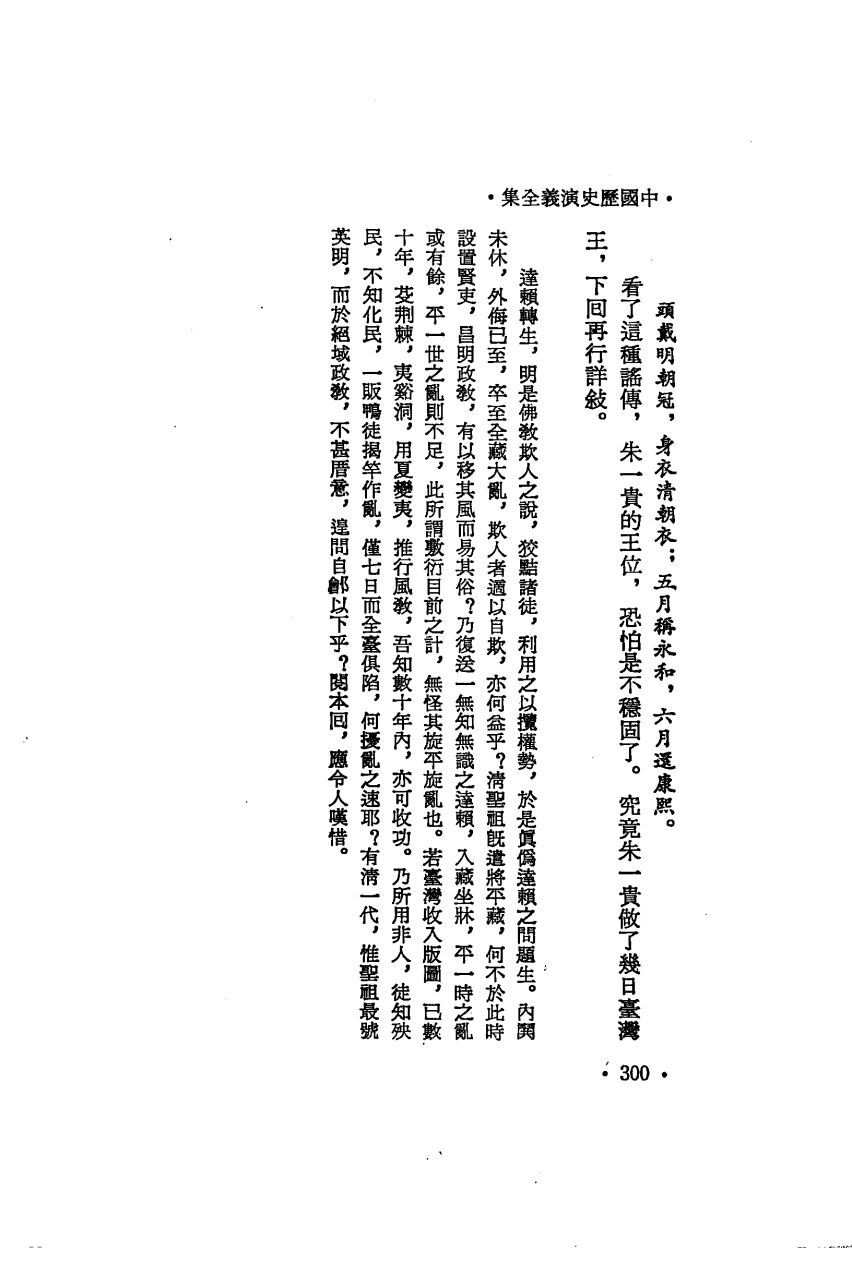 •中國歷史演義全集•
頭戴明朝冠，身衣清朝衣；五月稱永和，六月還康熙。
看了這種謠傳，朱一貴的王位，恐怕是不穩固了。究竟朱一貴做了幾日臺灣
王，下回再行詳敍。
達賴轉生，明是佛教欺人之說，狡黠諸徒，利用之以攬權勢，於是眞僞達賴之問題生。內鬨
未休，外侮已至，卒至全藏大亂，欺人者適以自欺，亦何益乎？清聖祖既遣將平藏，何不於此時
設置賢吏，昌明政教，有以移其風而易其俗？乃復送一無知無識之達賴，入藏坐牀，平一時之亂
或有餘，平一世之亂則不足，此所謂敷衍目前之計，無怪其旋平旋亂也。若臺灣收入版圖，已數
十年，芟荆棘，夷谿洞，用夏變夷，推行風教，吾知數十年內，亦可收功。乃所用非人，徒知殃
民，不知化民，一販鴨徒揭竿作亂，僅七日而全臺俱陷，何擾亂之速耶？有清一代，惟聖祖最號
英明，而於絕域政教，不甚厝意，遑問自鄶以下乎？閱本回，應令人嘆惜。
•300•